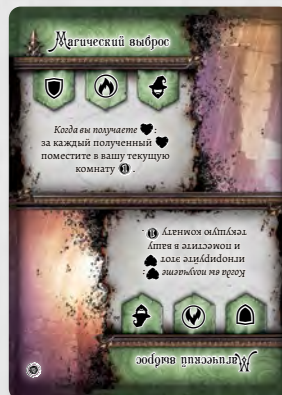 Магический выброс
Когда вы получаете :
за каждый полученный
поместите в вашу текущую
комнату .
Магический выброс
Когда вы получаете :
игнорируйте этот
и поместите в вашу
текущую комнату .